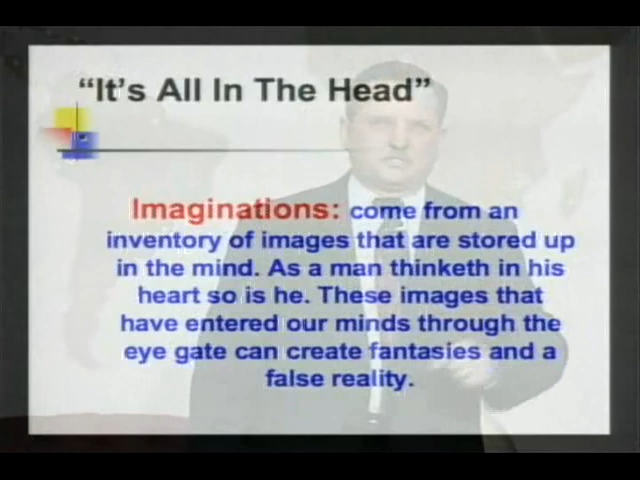 “It's All In The Head”
Imaginations: come from an
inventory of images that are stored up
in the mind. As a man thinketh in his
heart so is he. These images that
have entered our minds through the
eye gate can create fantasies and a
false reality.